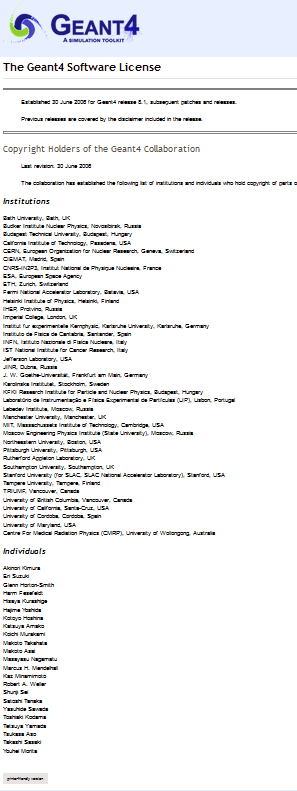 GEANT4
A SIMULATION TOOLKIT
The Geant4 Software License
Established 30 June 2006 for Geant4 release 8.1, subsequent patches and releases.
Previous releases are covered by the disclaimer included in the release.
Copyright Holders of the Geant4 Collaboration
Last revision: 30 June 2006
The collaboration has established the following list of institutions and individuals who hold copyright of parts o
Institutions
Bath University, Bath, UK
Budker Institute Nuclear Physics, Novosibirsk, Russia
Budapest Technical University, Budapest, Hungary
California Institute of Technology, Pasadena, USA
CERN, European Organization for Nuclear Research, Geneva, Switzerland
CIEMAT, Madrid, Spain
CNRS-IN2P3, Institut National de Physique Nucleaire, France
ESA, European Space Agency
ETH, Zurich, Switzerland
Fermi National Accelerator Laboratory, Batavia, USA
Helsinki Institute of Physics, Helsinki, Finland
IHEP, Protvino, Russia
Imperial College, London, UK
Institut fur experimentelle Kernphysic, Karlsruhe University, Karlsruhe, Germany
Instituto de Fisica de Cantabria, Santander, Spain
INFN, Istituto Nazionale di Fisica Nucleare, Italy
IST National Institute for Cancer Research, Italy
Jefferson Laboratory, USA
JINR, Dubna, Russia
J. W. Goethe-Universitat, Frankfurt am Main, Germany
Karolinska Institutet, Stockholm, Sweden
KFKI Research Institute for Particle and Nuclear Physics, Budapest, Hungary
Laboratório de Instrumentação e Física Experimental de Partículas (LIP), Lisbon, Portugal
Lebedev Institute, Moscow, Russia
Manchester University, Manchester, UK
MIT, Massachussets Institute of Technology, Cambridge, USA
Moscow Engineering Physics Institute (State University), Moscow, Russia
Northeastern University, Boston, USA
Pittsburgh University, Pittsburgh, USA
Rutherford Appleton Laboratory, UK
Southampton University, Southampton, UK
Stanford University (for SLAC, SLAC National Accelerator Laboratory), Stanford, USA
Tampere University, Tampere, Finland
TRIUMF, Vancouver, Canada
University of British Columbia, Vancouver, Canada
University of California, Santa-Cruz, USA
University of Cordoba, Cordoba, Spain
University of Maryland, USA
Centre For Medical Radiation Physics (CMRP), University of Wollongong, Australia
Individuals
Akinori Kimura
Eri Suzuki
Glenn Horton-Smith
Harm Fesefeldt
Hisaya Kurashige
Hajime Yoshida
Kotoyo Hoshina
Katsuya Amako
Koichi Murakami
Makoto Takahata
Makoto Asai
Masayasu Nagamatu
Marcus H. Mendenhall
Kaz Minamimoto
Robert A. Weller
Shunji Sei
Satoshi Tanaka
Yasuhide Sawada
Toshiaki Kodama
Tetsuya Yamada
Tsukasa Aso
Takashi Sasaki
Youhei Morita
printerfriendly version